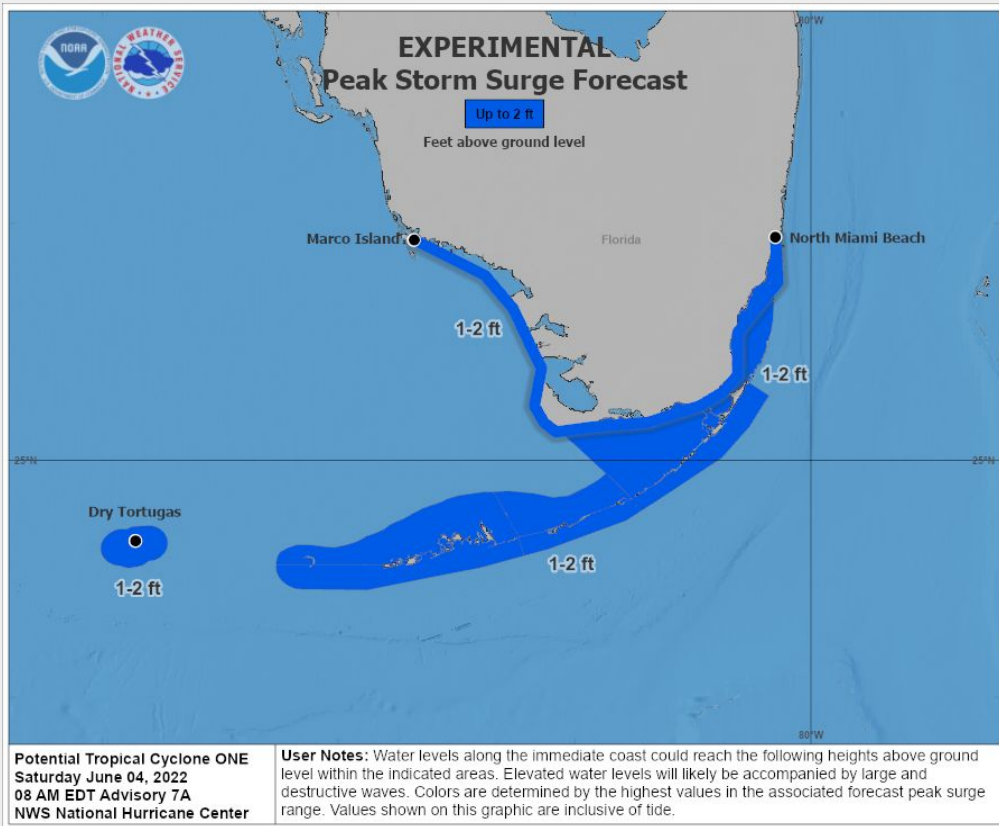 NOAA
NATIONAL WEATHER SERVICE
EXPERIMENTAL
Peak Storm Surge Forecast
Up to 2 ft
Feet above ground level
80°W
Marco Island
Florida
North Miami Beach
1-2 ft
1-2 ft
25°N
25°N
Dry Tortugas
1-2 ft
1-2 ft
80°W
Potential Tropical Cyclone ONE
Saturday June 04, 2022
08 AM EDT Advisory 7A
NWS National Hurricane Center
User Notes: Water levels along the immediate coast could reach the following heights above ground
level within the indicated areas. Elevated water levels will likely be accompanied by large and
destructive waves. Colors are determined by the highest values in the associated forecast peak surge
range. Values shown on this graphic are inclusive of tide.